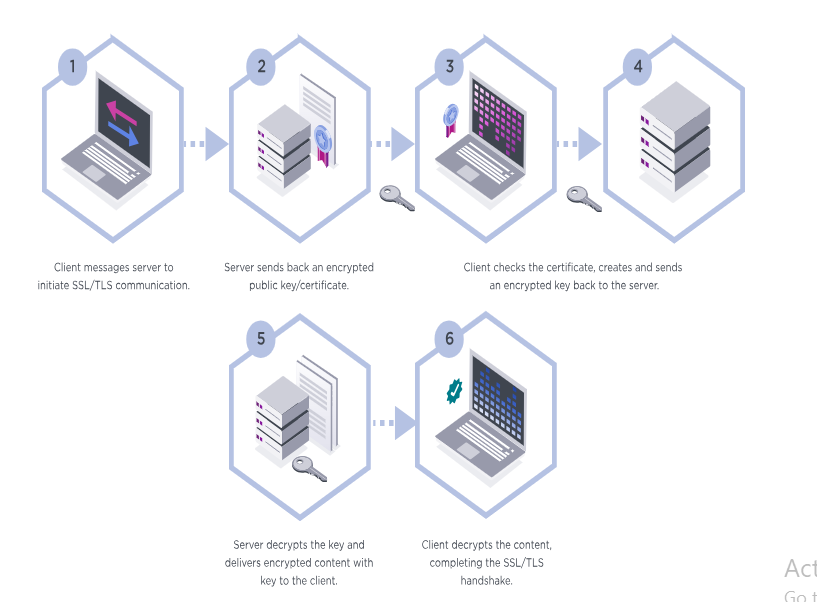 1
2
3
4
Client messages server to
initiate SSL/TLS communication.
Server sends back an encrypted
public key/certificate.
Client checks the certificate, creates and sends
an encrypted key back to the server.
5
6
Server decrypts the key and
delivers encrypted content with
key to the client.
Client decrypts the content,
completing the SSL/TLS
handshake.
Act
Go t